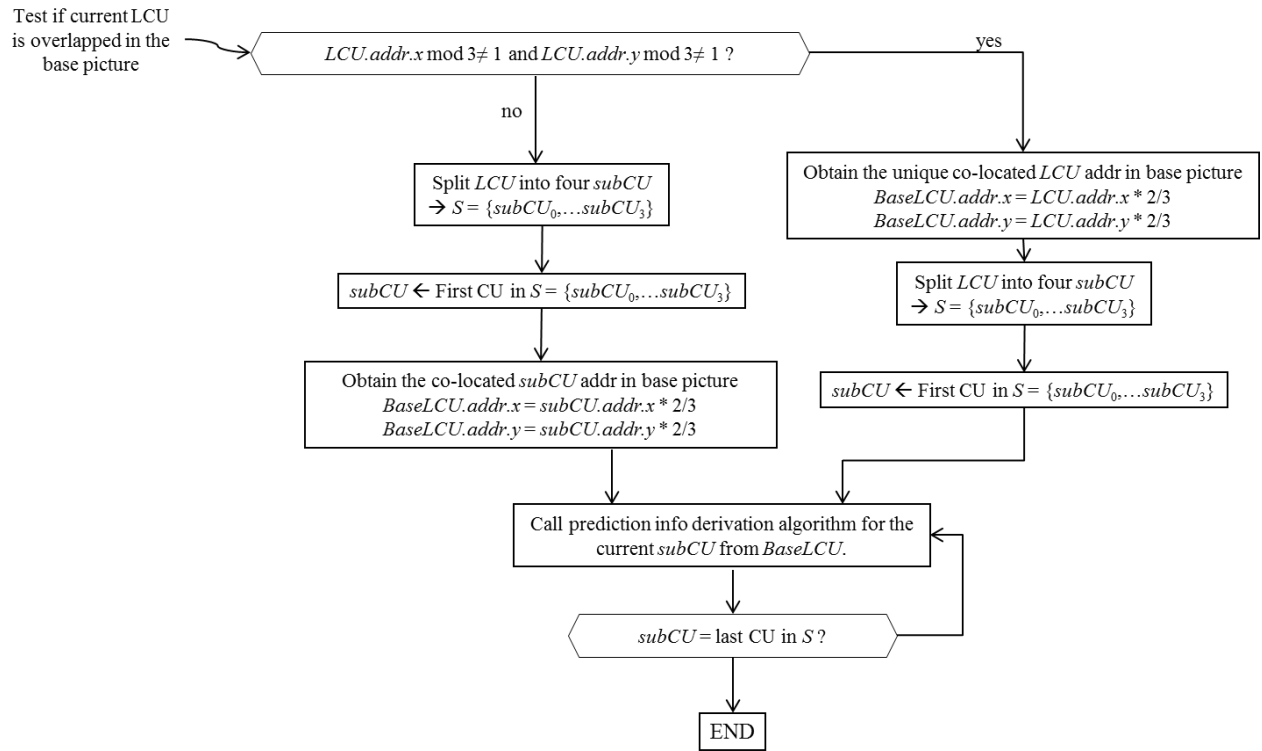 Test if current LCU
is overlapped in the
base picture
LCU.addr.x mod 3≠ 1 and LCU.addr.y mod 3≠ 1 ?
yes
no
Split LCU into four subCU
→ S = {subCU₀,…subCU₃}
subCU ← First CU in S = {subCU₀,…subCU₃}
Obtain the co-located subCU addr in base picture
BaseLCU.addr.x = subCU.addr.x * 2/3
BaseLCU.addr.y = subCU.addr.y * 2/3
Obtain the unique co-located LCU addr in base picture
BaseLCU.addr.x = LCU.addr.x * 2/3
BaseLCU.addr.y = LCU.addr.y * 2/3
Split LCU into four subCU
→ S = {subCU₀,…subCU₃}
subCU ← First CU in S = {subCU₀,…subCU₃}
Call prediction info derivation algorithm for the
current subCU from BaseLCU.
subCU = last CU in S ?
END